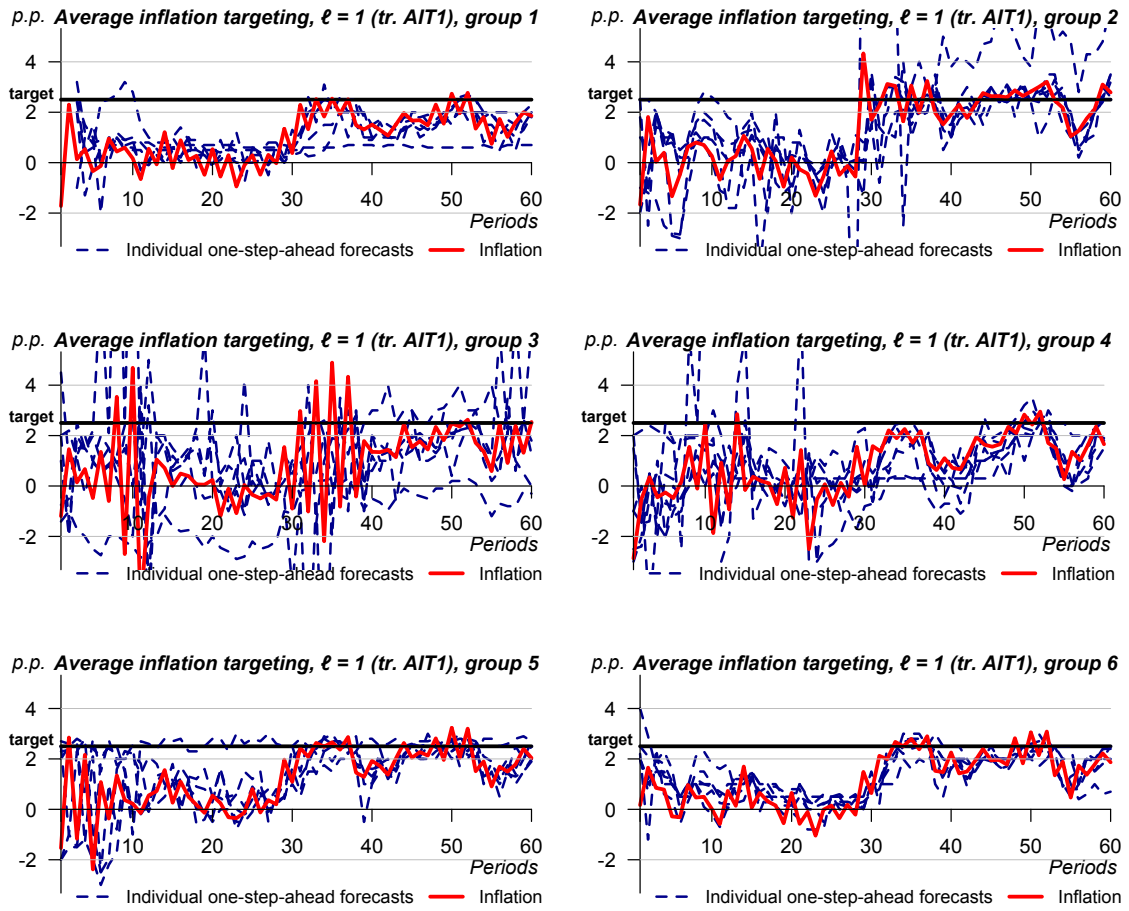 p.p. Average inflation targeting, ℓ = 1 (tr. AIT1), group 1
4
target
2
0
-2
10 20 30 40 50 60
Periods
Individual one-step-ahead forecasts Inflation
p.p. Average inflation targeting, ℓ = 1 (tr. AIT1), group 2
4
target
2
0
-2
10 20 30 40 50 60
Periods
Individual one-step-ahead forecasts Inflation
p.p. Average inflation targeting, ℓ = 1 (tr. AIT1), group 3
4
target
2
0
-2
10 20 30 40 50 60
Periods
Individual one-step-ahead forecasts Inflation
p.p. Average inflation targeting, ℓ = 1 (tr. AIT1), group 4
4
target
2
0
-2
10 20 30 40 50 60
Periods
Individual one-step-ahead forecasts Inflation
p.p. Average inflation targeting, ℓ = 1 (tr. AIT1), group 5
4
target
2
0
-2
10 20 30 40 50 60
Periods
Individual one-step-ahead forecasts Inflation
p.p. Average inflation targeting, ℓ = 1 (tr. AIT1), group 6
4
target
2
0
-2
10 20 30 40 50 60
Periods
Individual one-step-ahead forecasts Inflation